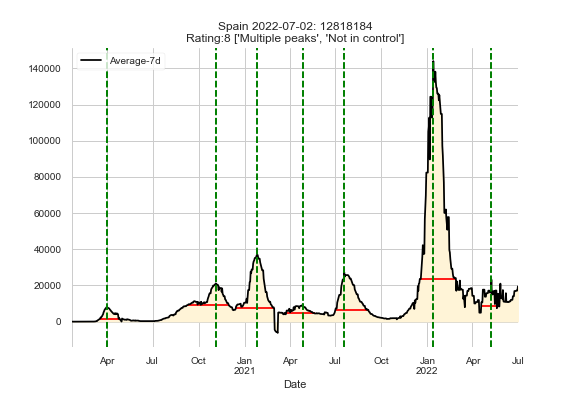 Spain 2022-07-02: 12818184
Rating:8 ['Multiple peaks', 'Not in control']
Average-7d
140000
120000
100000
80000
60000
40000
20000
0
Apr Jul Oct Jan Apr Jul Oct Jan Apr Jul
2021 2022
Date